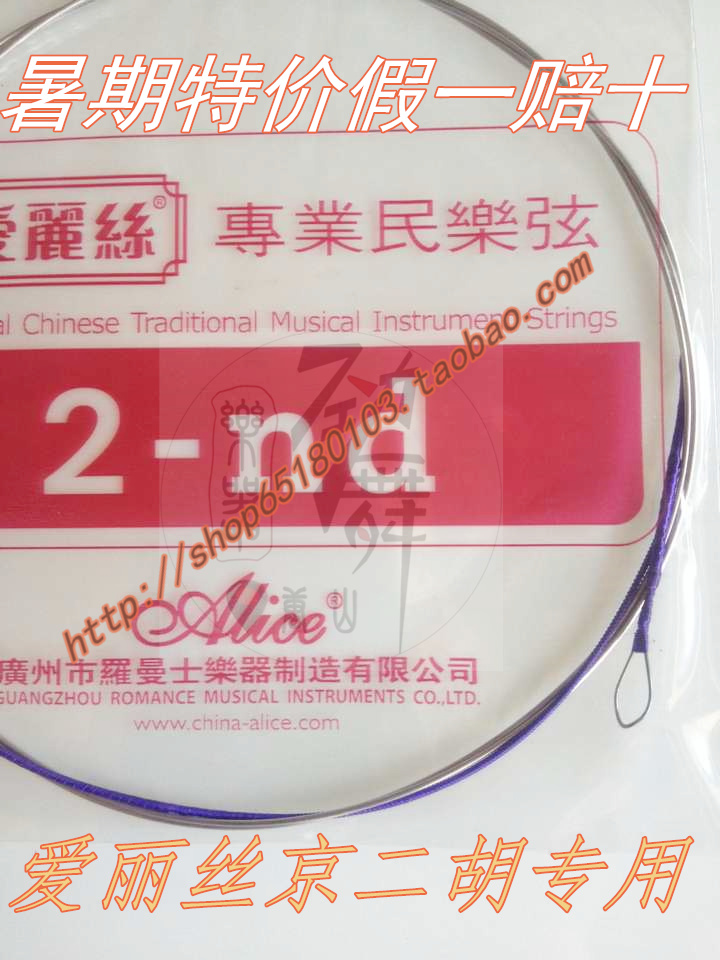 暑期特价假一赔十
愛麗絲®
專業民樂弦
al Chinese Traditional Musical Instrument Strings
2-nd
http://shop65180103.taobao.com
Alice®
廣州市羅曼士樂器制造有限公司
GUANGZHOU ROMANCE MUSICAL INSTRUMENTS CO.,LTD.
www.china-alice.com
爱丽丝京二胡专用